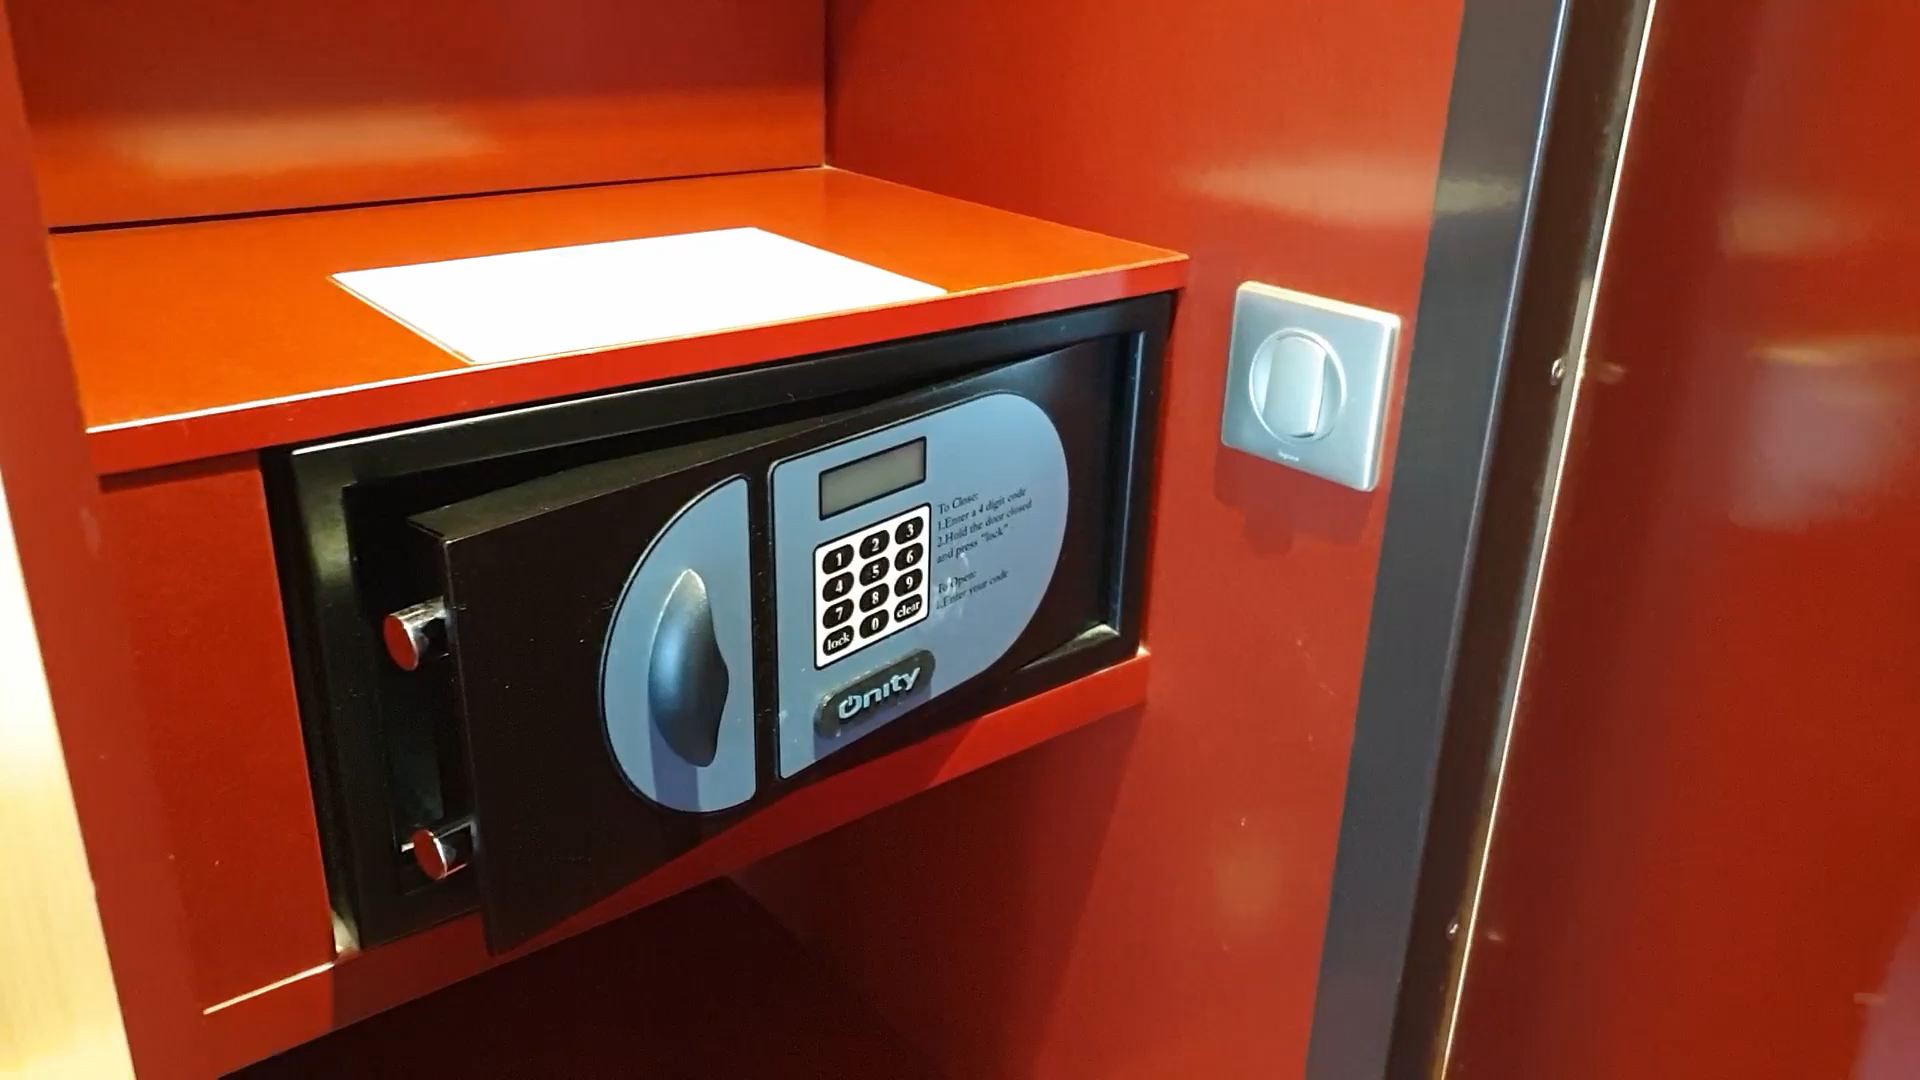 To Close:
1.Enter a 4 digit code
2.Hold the door closed
and press "lock"
To Open:
1.Enter your code
1 2 3
4 5 6
7 8 9
lock 0 clear
Onity